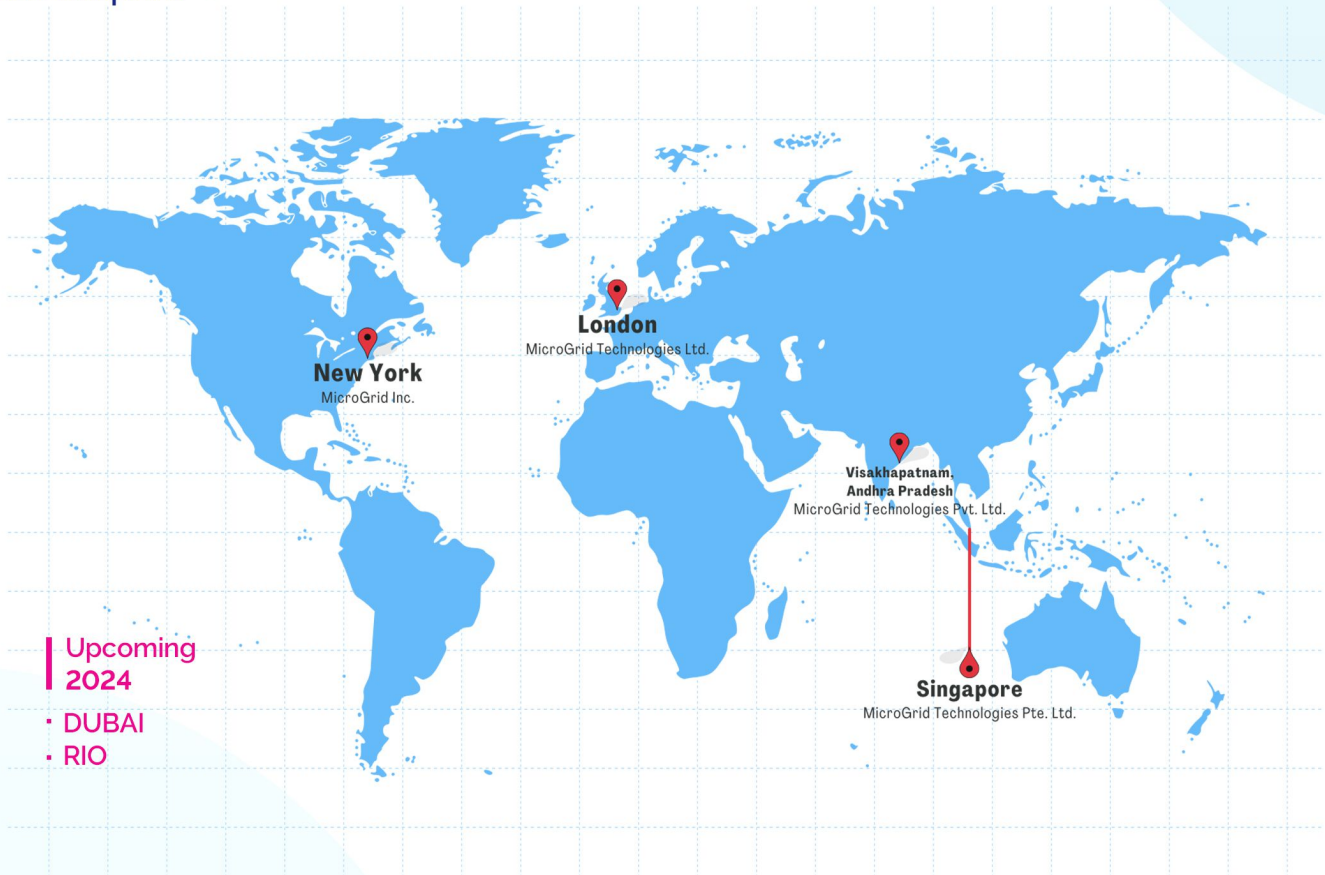 London
MicroGrid Technologies Ltd.
New York
MicroGrid Inc.
Visakhapatnam,
Andhra Pradesh
MicroGrid Technologies Pvt. Ltd.
Upcoming
2024
· DUBAI
· RIO
Singapore
MicroGrid Technologies Pte. Ltd.